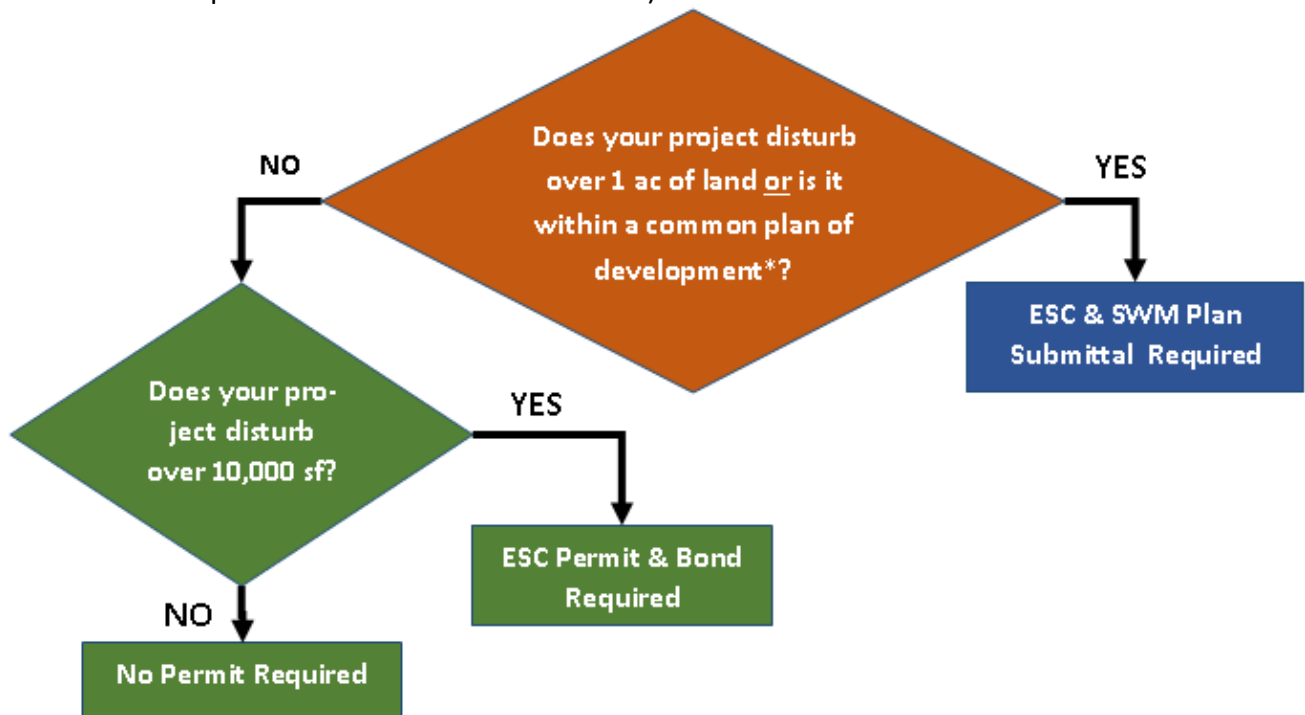 Does your project disturb
over 1 ac of land or is it
within a common plan of
development*?
NO
YES
ESC & SWM Plan
Submittal Required
Does your pro-
ject disturb
over 10,000 sf?
YES
ESC Permit & Bond
Required
NO
No Permit Required